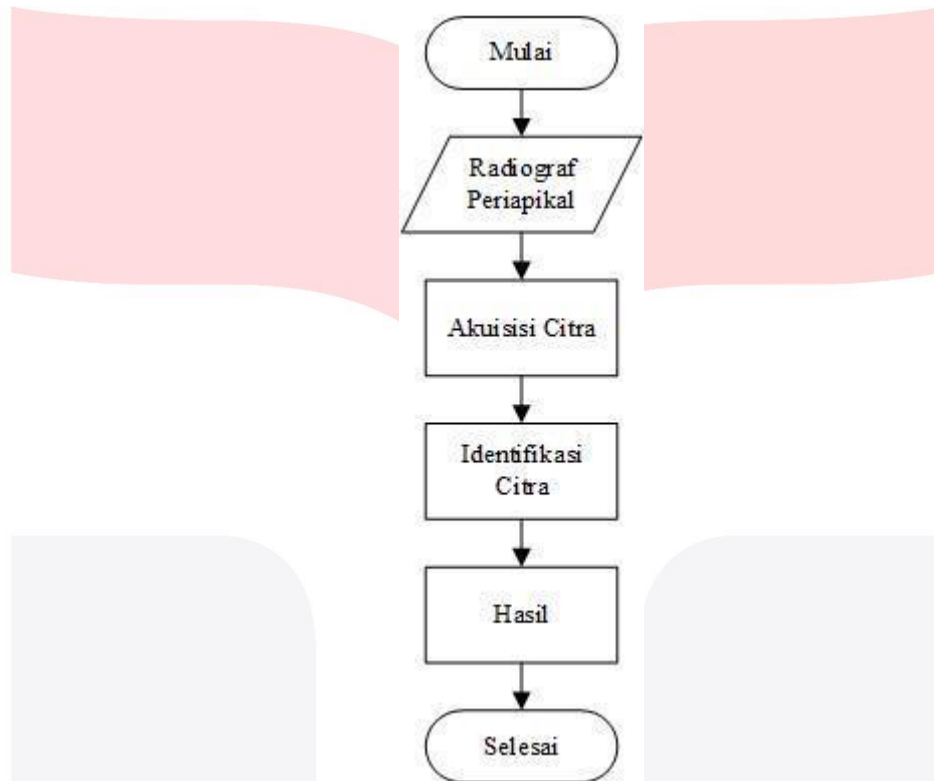 Mulai
Radiograf
Periapikal
Akuisisi Citra
Identifikasi
Citra
Hasil
Selesai